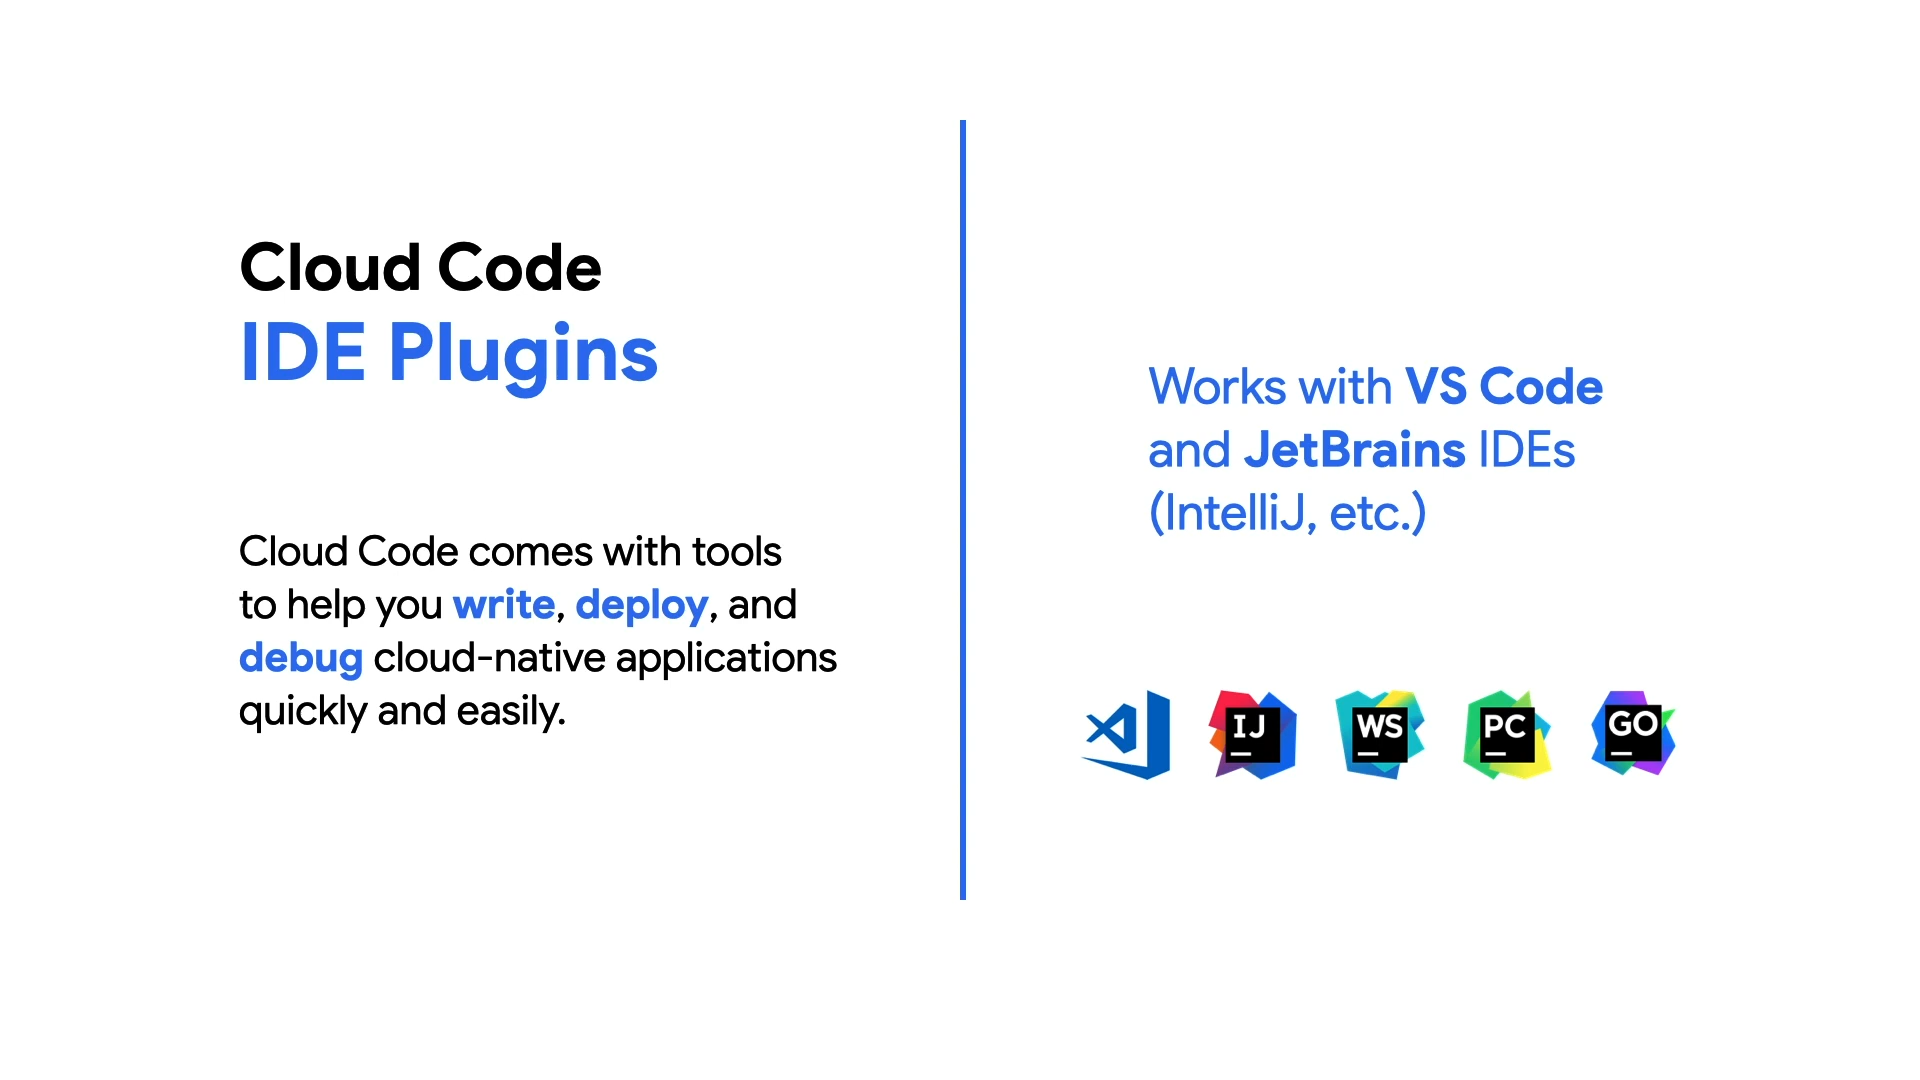 Cloud Code
IDE Plugins
Cloud Code comes with tools
to help you write, deploy, and
debug cloud-native applications
quickly and easily.
Works with VS Code
and JetBrains IDEs
(IntelliJ, etc.)
IJ WS PC GO